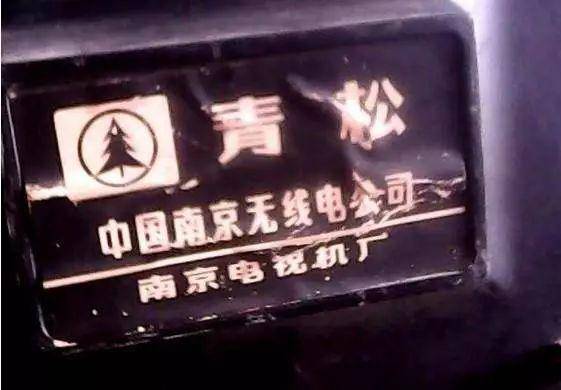 青松
中国南京无线电公司
南京电视机厂